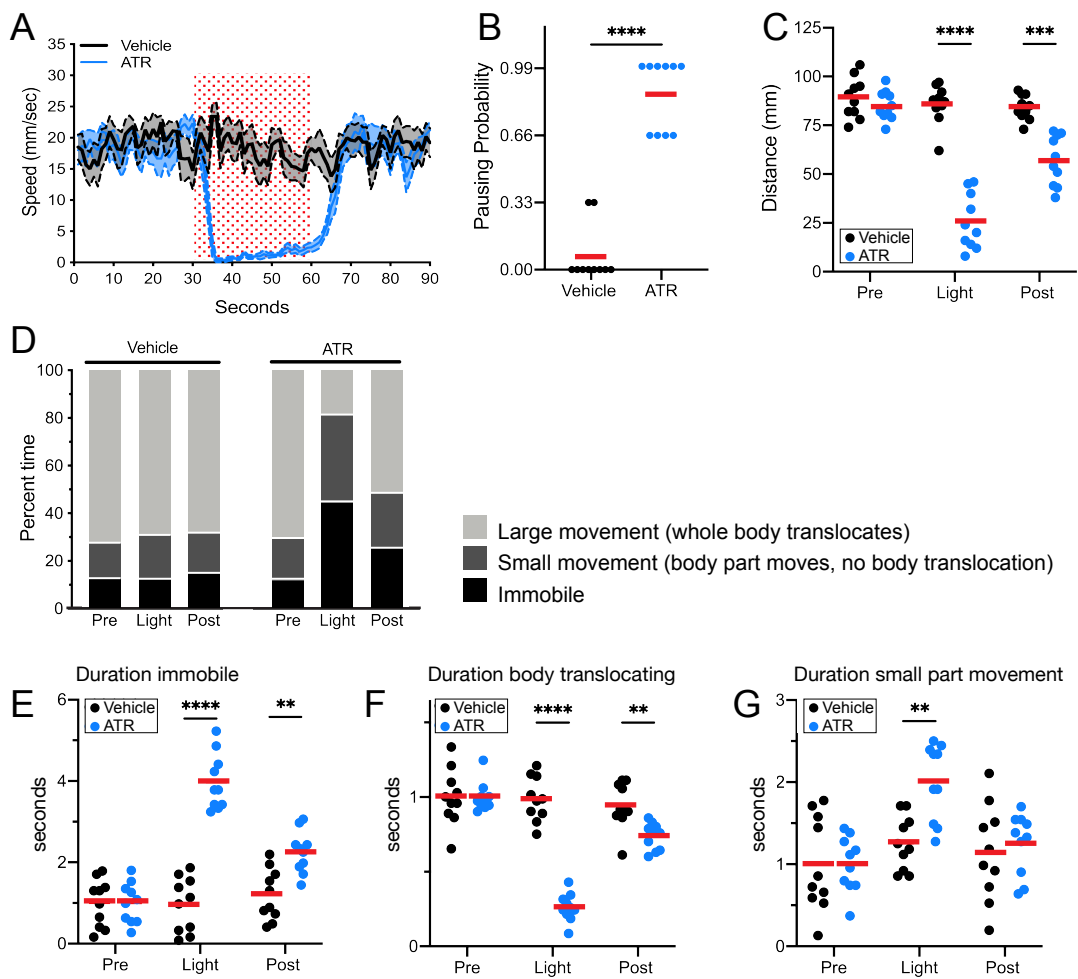 A
Vehicle
ATR
35
30
25
20
15
10
5
0
Speed (mm/sec)
0 10 20 30 40 50 60 70 80 90
Seconds
B
****
0.99
0.66
0.33
0.00
Pausing Probability
Vehicle ATR
C
**** ***
125
100
75
50
25
0
Distance (mm)
Vehicle
ATR
Pre Light Post
D
Vehicle ATR
100
80
60
40
20
0
Percent time
Pre Light Post Pre Light Post
Large movement (whole body translocates)
Small movement (body part moves, no body translocation)
Immobile
E
Duration immobile
Vehicle
ATR
**** **
6
4
2
0
seconds
Pre Light Post
F
Duration body translocating
Vehicle
ATR
**** **
1
0
seconds
Pre Light Post
G
Duration small part movement
Vehicle
ATR
**
3
2
1
0
seconds
Pre Light Post